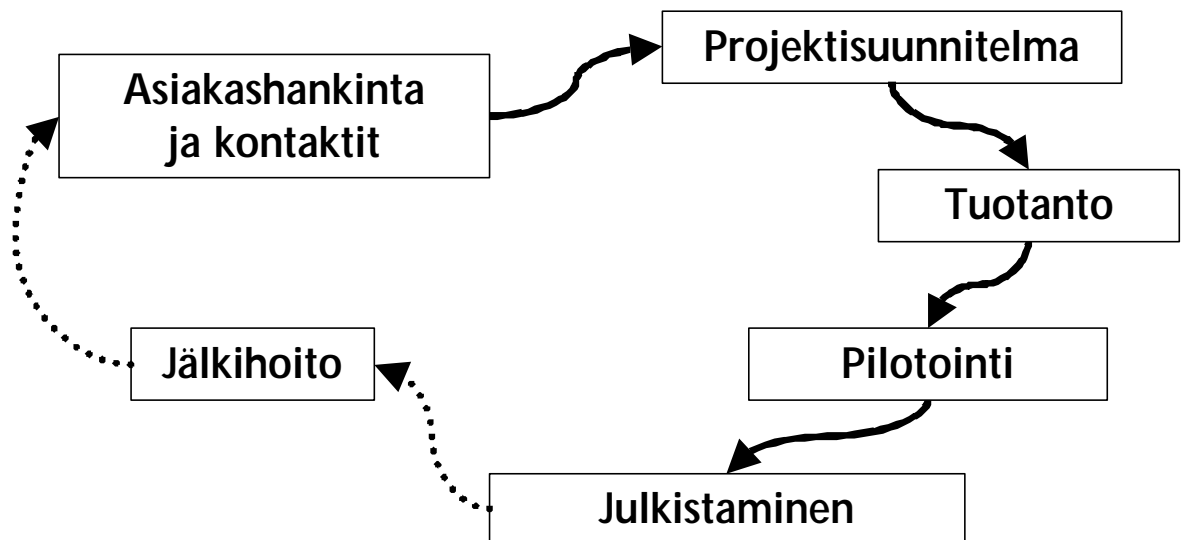 Asiakashankinta
ja kontaktit
Projektisuunnitelma
Tuotanto
Pilotointi
Julkistaminen
Jälkihoito